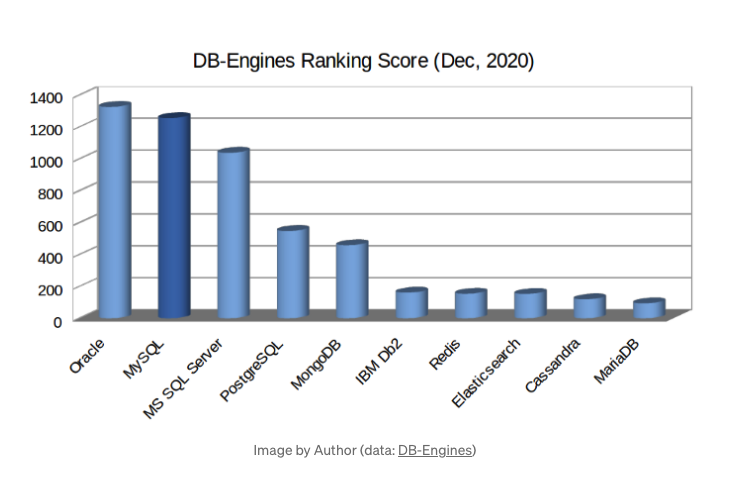 DB-Engines Ranking Score (Dec, 2020)
1400
1200
1000
800
600
400
200
0
Oracle
MySQL
MS SQL Server
PostgreSQL
MongoDB
IBM Db2
Redis
Elasticsearch
Cassandra
MariaDB
Image by Author (data: DB-Engines)